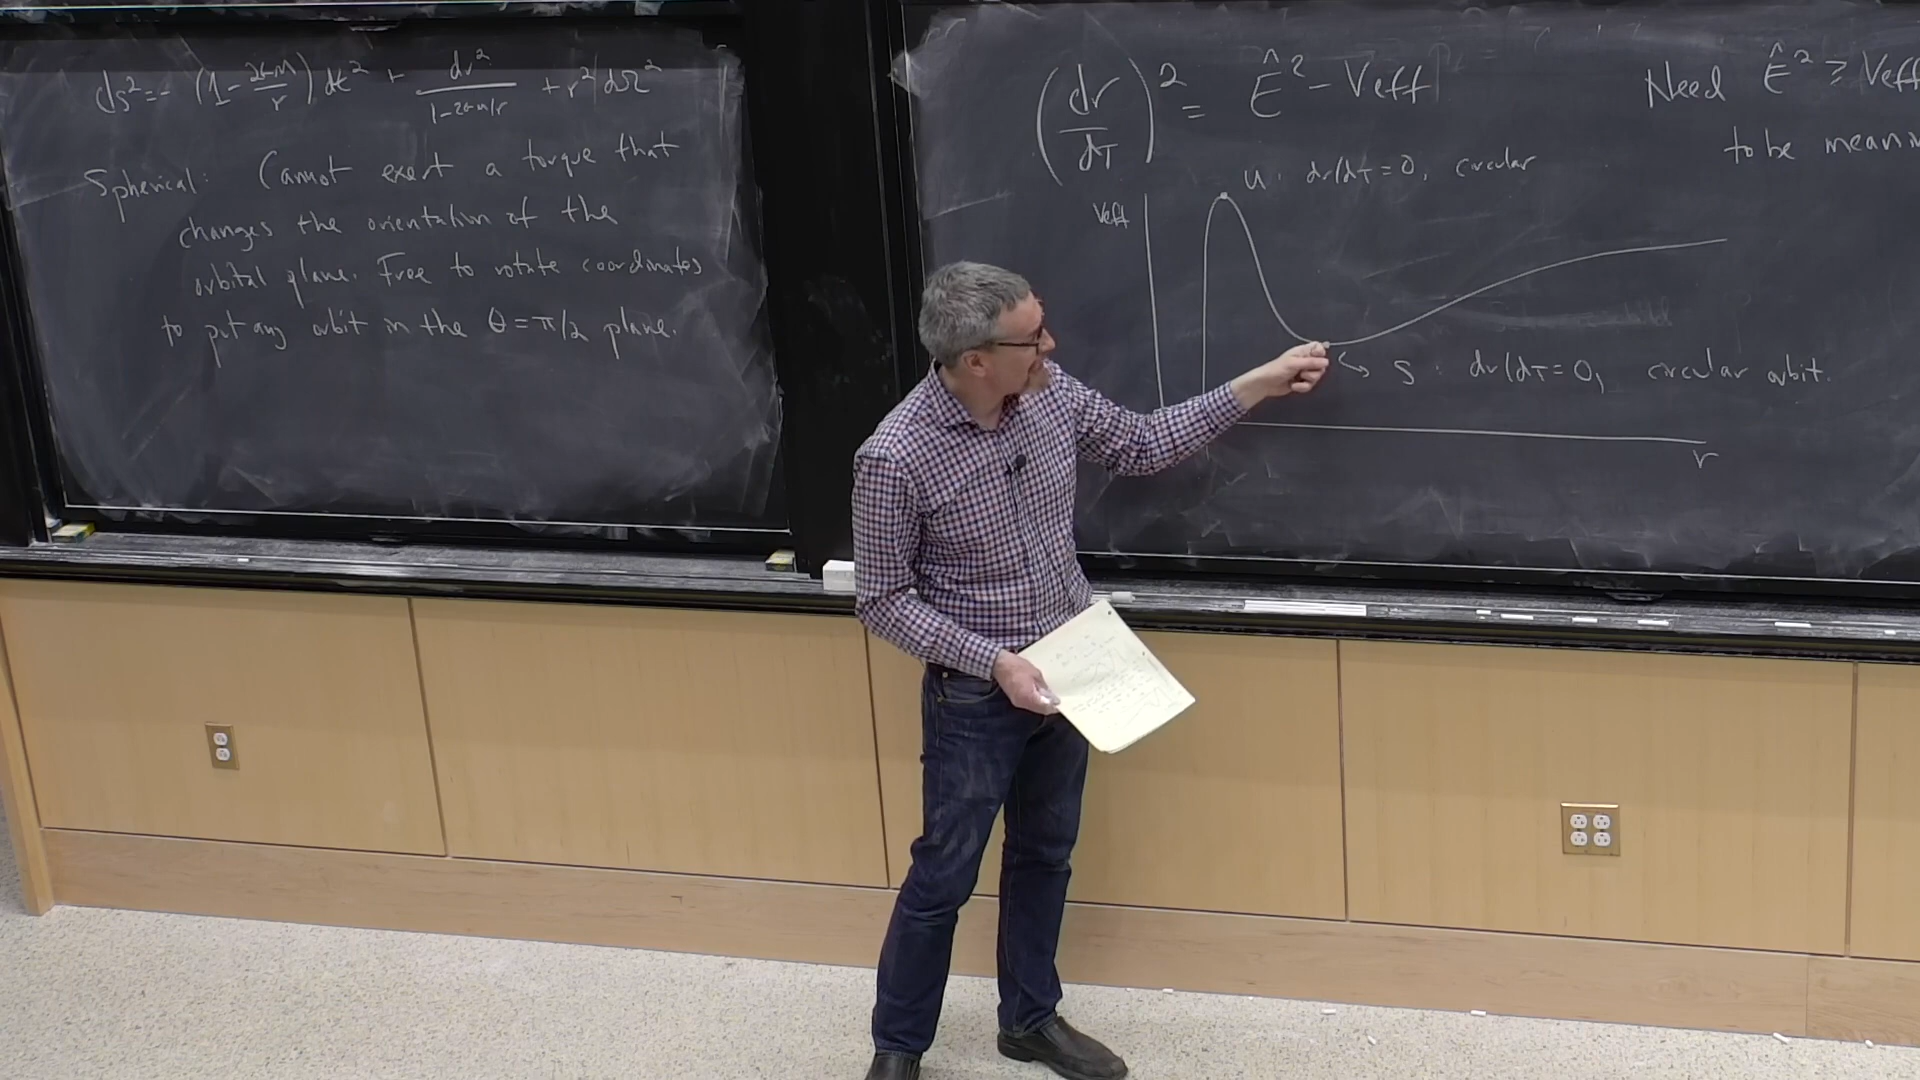 ds² = - (1 - 2GM/r) dt² + dr²/(1-2GM/r) + r² dΩ²
Spherical: Cannot exert a torque that
changes the orientation of the
orbital plane. Free to rotate coordinates
to put any orbit in the θ = π/2 plane.
(dr/dτ)² = Ê² - Veff
Need Ê² ≥ Veff
to be
U: dr/dτ = 0, circular
Veff
S: dr/dτ = 0, circular orbit.
r